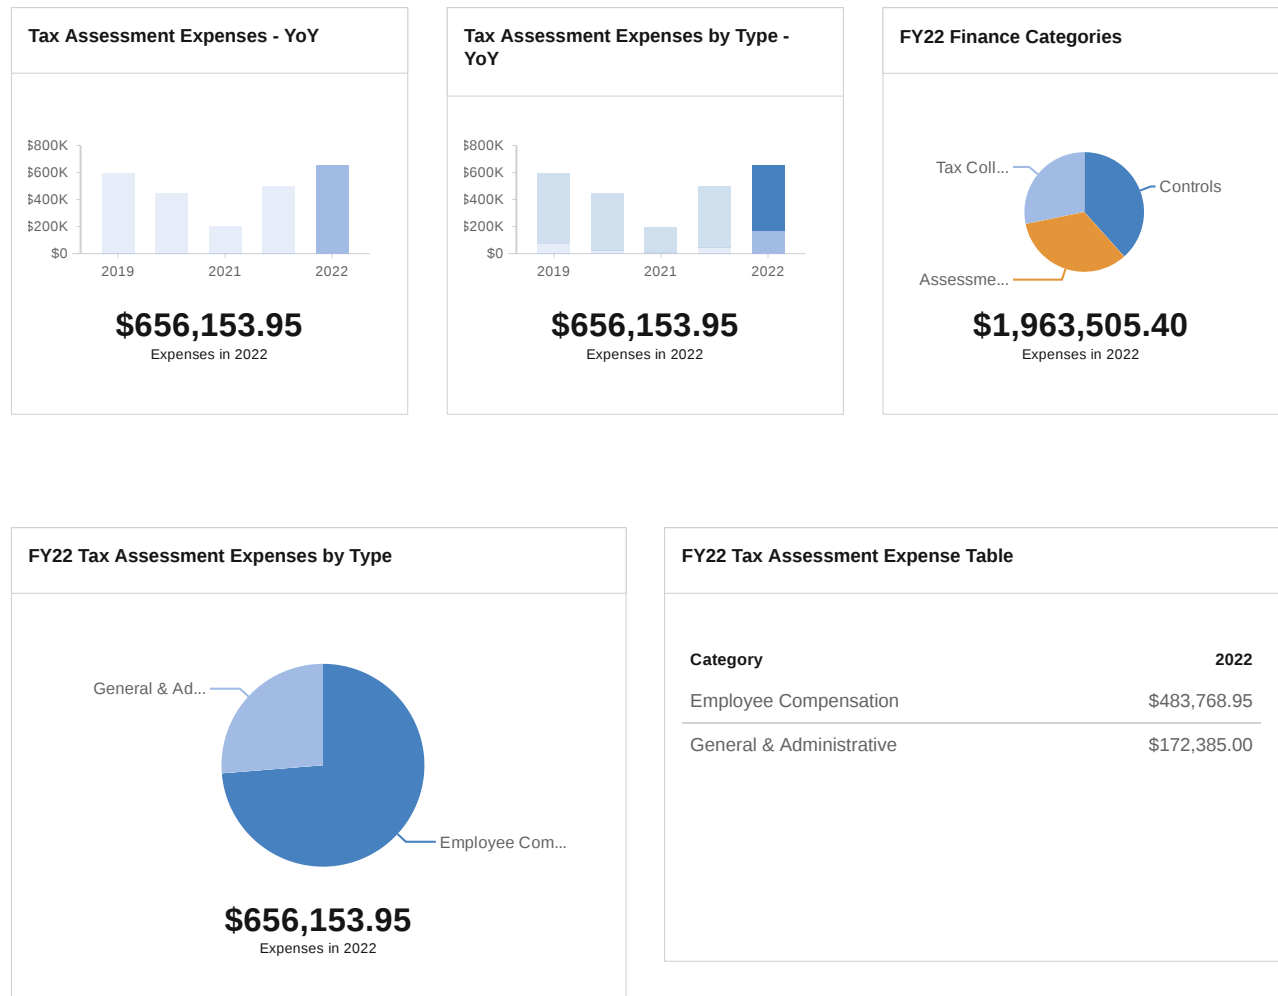 Tax Assessment Expenses - YoY
$800K
$600K
$400K
$200K
$0
2019
2021
2022
$656,153.95
Expenses in 2022
Tax Assessment Expenses by Type -
YoY
$800K
$600K
$400K
$200K
$0
2019
2021
2022
$656,153.95
Expenses in 2022
FY22 Finance Categories
Tax Coll...
Controls
Assessme...
$1,963,505.40
Expenses in 2022
FY22 Tax Assessment Expenses by Type
General & Ad...
Employee Com...
$656,153.95
Expenses in 2022
FY22 Tax Assessment Expense Table
Category 2022
Employee Compensation $483,768.95
General & Administrative $172,385.00